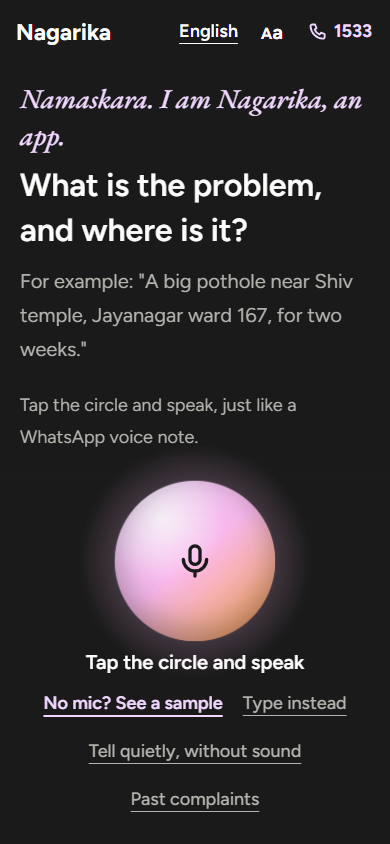 Nagarika
English
Aa
1533
Namaskara. I am Nagarika, an
app.
What is the problem,
and where is it?
For example: "A big pothole near Shiv
temple, Jayanagar ward 167, for two
weeks."
Tap the circle and speak, just like a
WhatsApp voice note.
Tap the circle and speak
No mic? See a sample
Type instead
Tell quietly, without sound
Past complaints